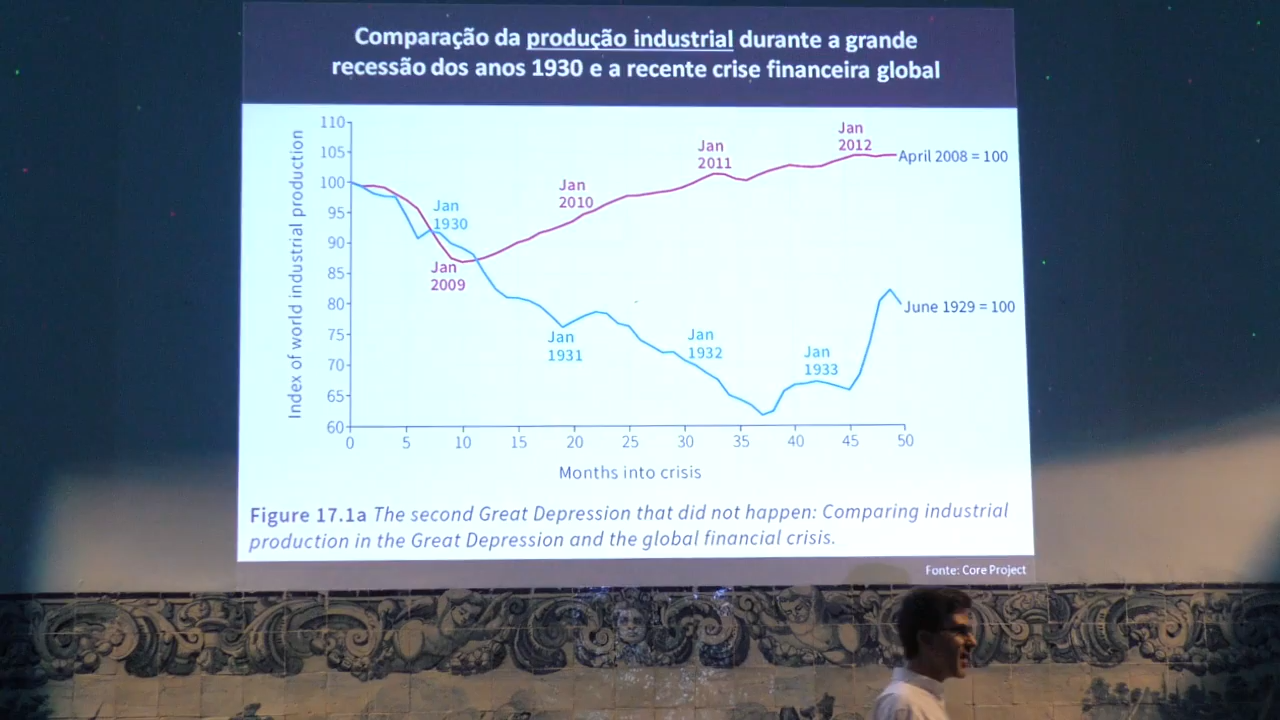 Comparação da produção industrial durante a grande
recessão dos anos 1930 e a recente crise financeira global
Index of world industrial production
110
105
100
95
90
85
80
75
70
65
60
0
5
10
15
20
25
30
35
40
45
50
Months into crisis
Jan
2009
Jan
2010
Jan
2011
Jan
2012
April 2008 = 100
Jan
1930
Jan
1931
Jan
1932
Jan
1933
June 1929 = 100
Figure 17.1a The second Great Depression that did not happen: Comparing industrial
production in the Great Depression and the global financial crisis.
Fonte: Core Project